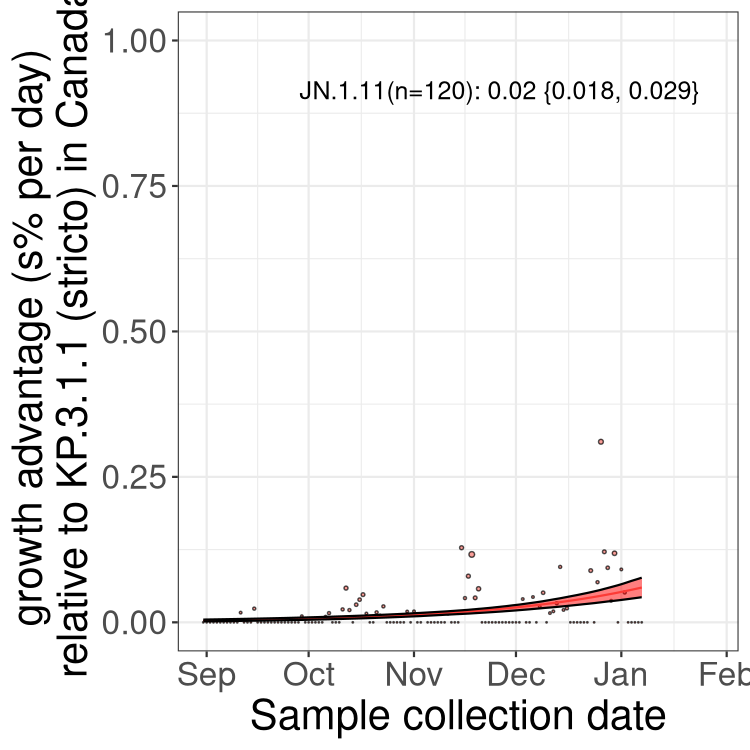 growth advantage (s% per day)
relative to KP.3.1.1 (stricto) in Canada
1.00
0.75
0.50
0.25
0.00
JN.1.11(n=120): 0.02 {0.018, 0.029}
Sep Oct Nov Dec Jan Feb
Sample collection date